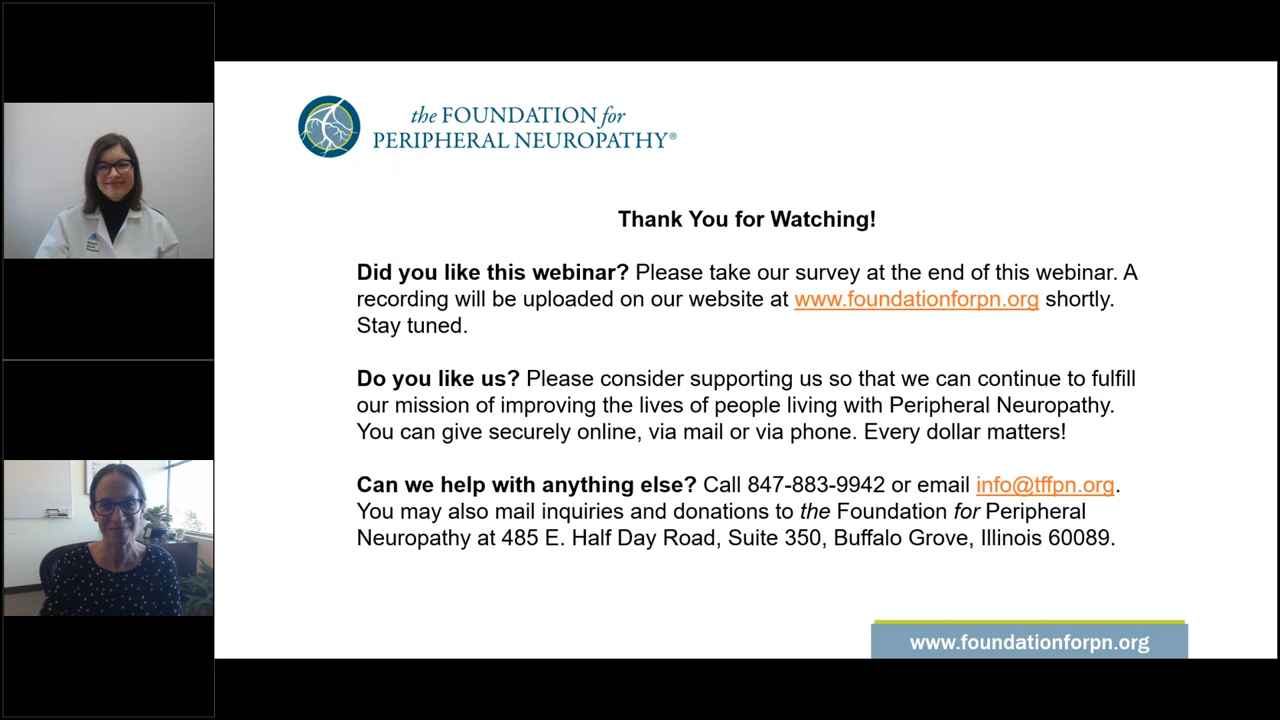 the FOUNDATION for
PERIPHERAL NEUROPATHY®
Thank You for Watching!
Did you like this webinar? Please take our survey at the end of this webinar. A
recording will be uploaded on our website at www.foundationforpn.org shortly.
Stay tuned.
Do you like us? Please consider supporting us so that we can continue to fulfill
our mission of improving the lives of people living with Peripheral Neuropathy.
You can give securely online, via mail or via phone. Every dollar matters!
Can we help with anything else? Call 847-883-9942 or email info@tffpn.org.
You may also mail inquiries and donations to the Foundation for Peripheral
Neuropathy at 485 E. Half Day Road, Suite 350, Buffalo Grove, Illinois 60089.
www.foundationforpn.org